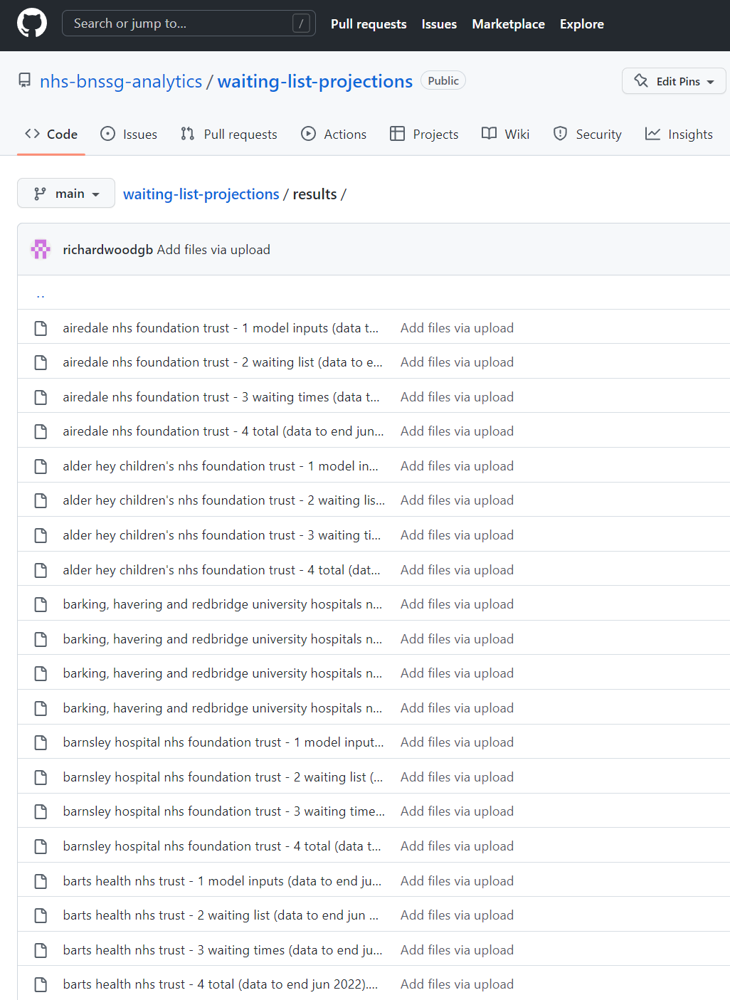 Search or jump to... /
Pull requests Issues Marketplace Explore
nhs-bnssg-analytics / waiting-list-projections Public
Edit Pins
Code Issues Pull requests Actions Projects Wiki Security Insights
main waiting-list-projections / results /
richardwoodgb Add files via upload
..
airedale nhs foundation trust - 1 model inputs (data t... Add files via upload
airedale nhs foundation trust - 2 waiting list (data to e... Add files via upload
airedale nhs foundation trust - 3 waiting times (data t... Add files via upload
airedale nhs foundation trust - 4 total (data to end jun... Add files via upload
alder hey children's nhs foundation trust - 1 model in... Add files via upload
alder hey children's nhs foundation trust - 2 waiting lis... Add files via upload
alder hey children's nhs foundation trust - 3 waiting ti... Add files via upload
alder hey children's nhs foundation trust - 4 total (dat... Add files via upload
barking, havering and redbridge university hospitals n... Add files via upload
barking, havering and redbridge university hospitals n... Add files via upload
barking, havering and redbridge university hospitals n... Add files via upload
barking, havering and redbridge university hospitals n... Add files via upload
barnsley hospital nhs foundation trust - 1 model input... Add files via upload
barnsley hospital nhs foundation trust - 2 waiting list (... Add files via upload
barnsley hospital nhs foundation trust - 3 waiting time... Add files via upload
barnsley hospital nhs foundation trust - 4 total (data t... Add files via upload
barts health nhs trust - 1 model inputs (data to end ju... Add files via upload
barts health nhs trust - 2 waiting list (data to end jun ... Add files via upload
barts health nhs trust - 3 waiting times (data to end ju... Add files via upload
barts health nhs trust - 4 total (data to end jun 2022).... Add files via upload